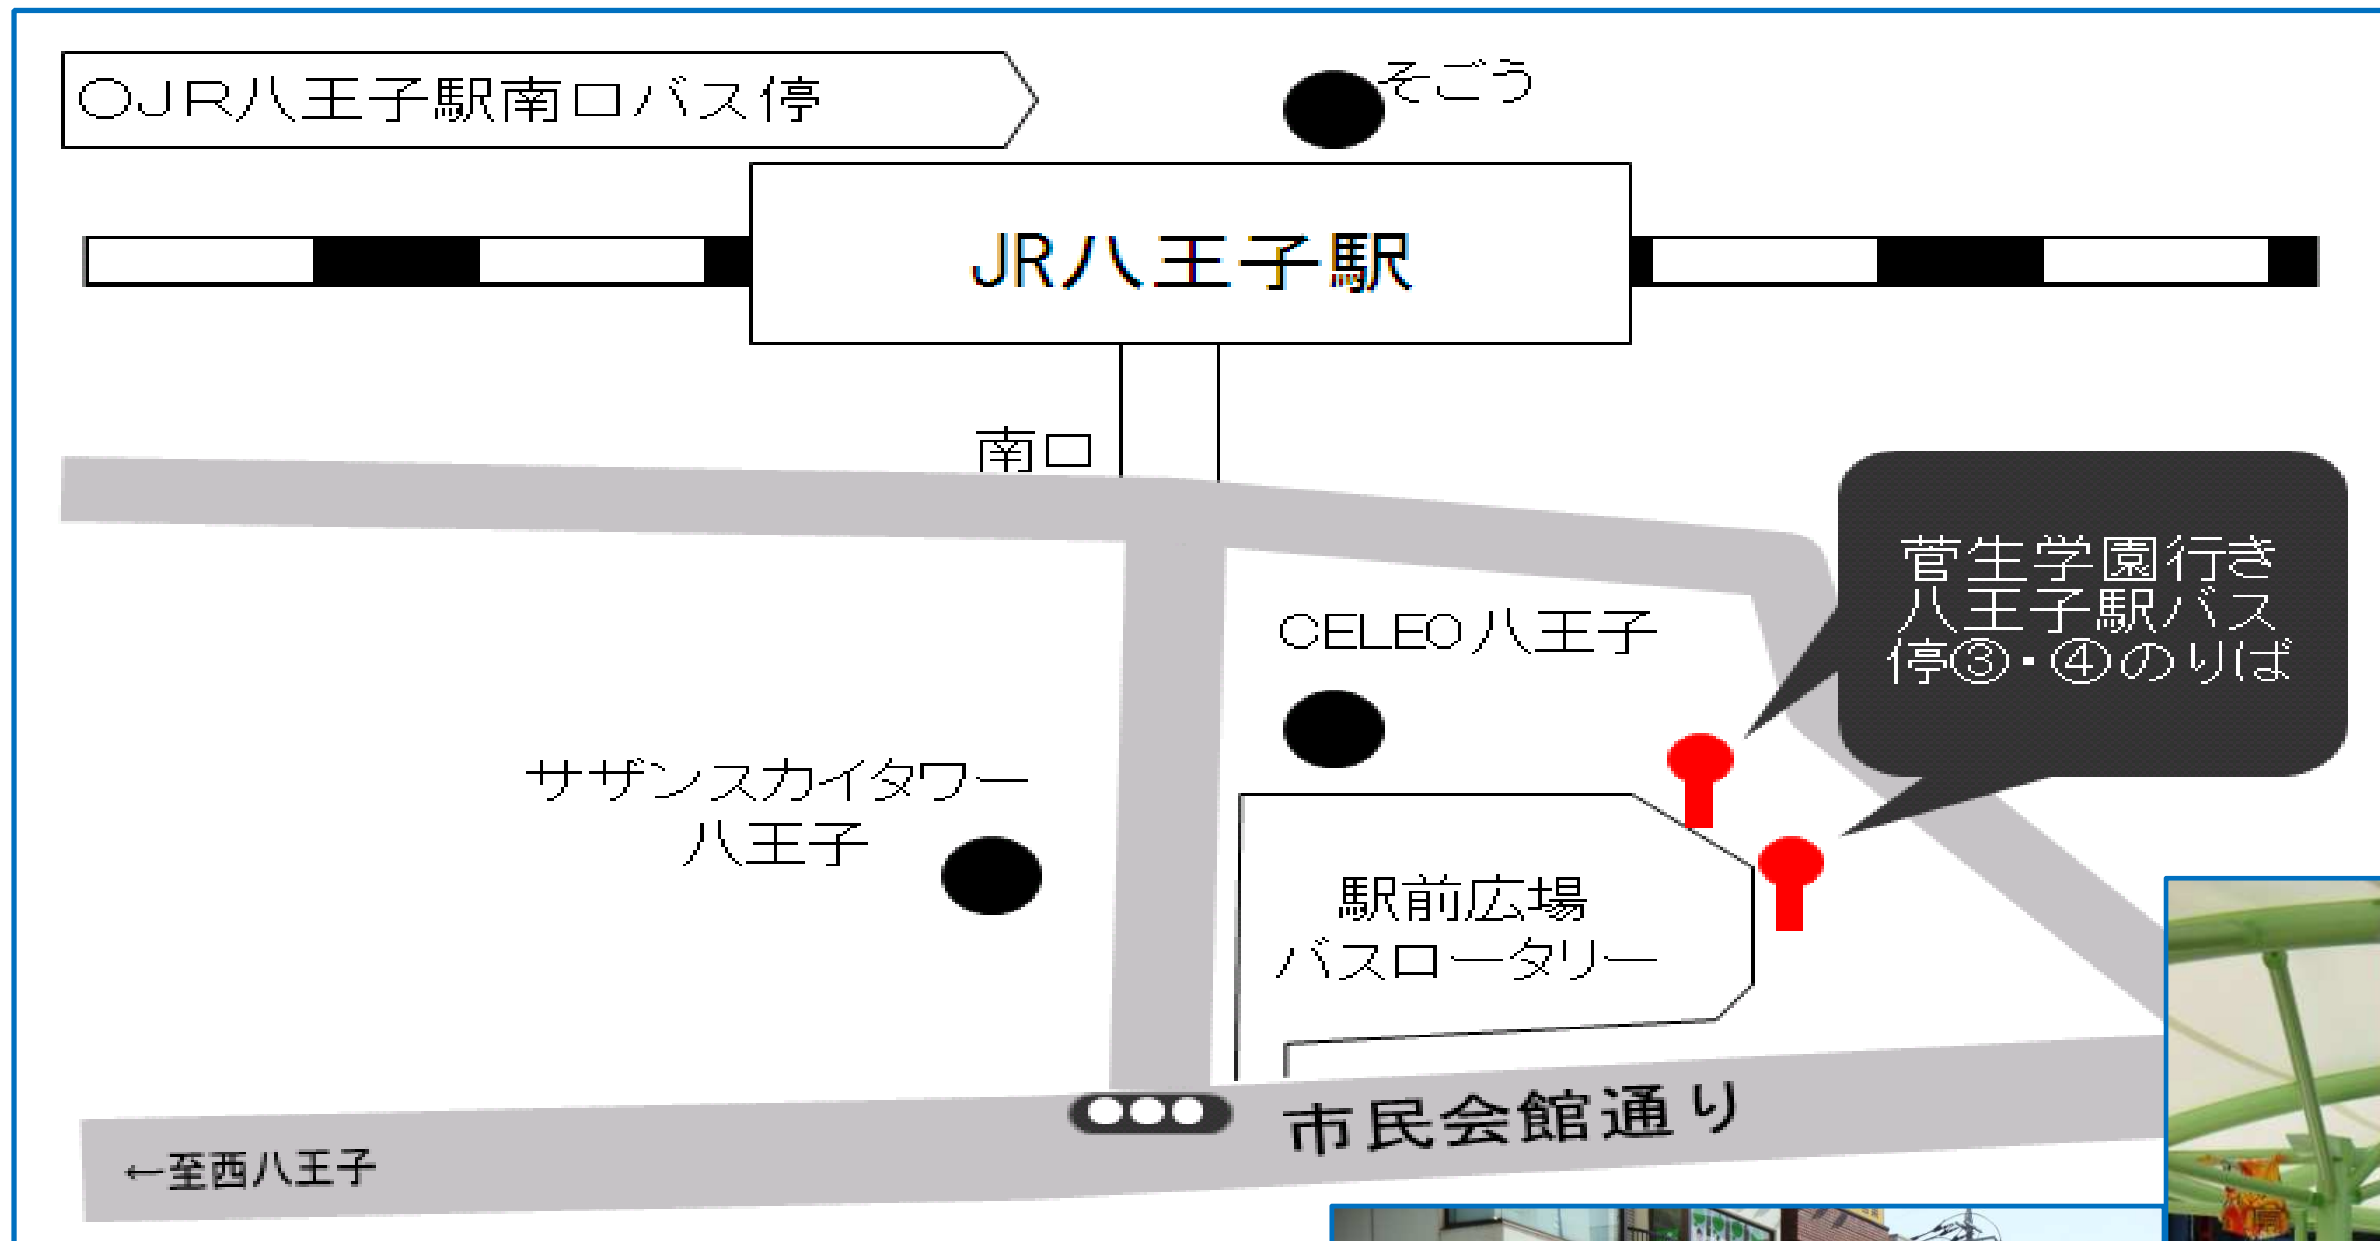 ○JR八王子駅南口バス停
そごう
JR八王子駅
南口
菅生学園行き
八王子駅バス
停③・④のりば
CELEO八王子
サザンスカイタワー
八王子
駅前広場
バスロータリー
市民会館通り
←至西八王子